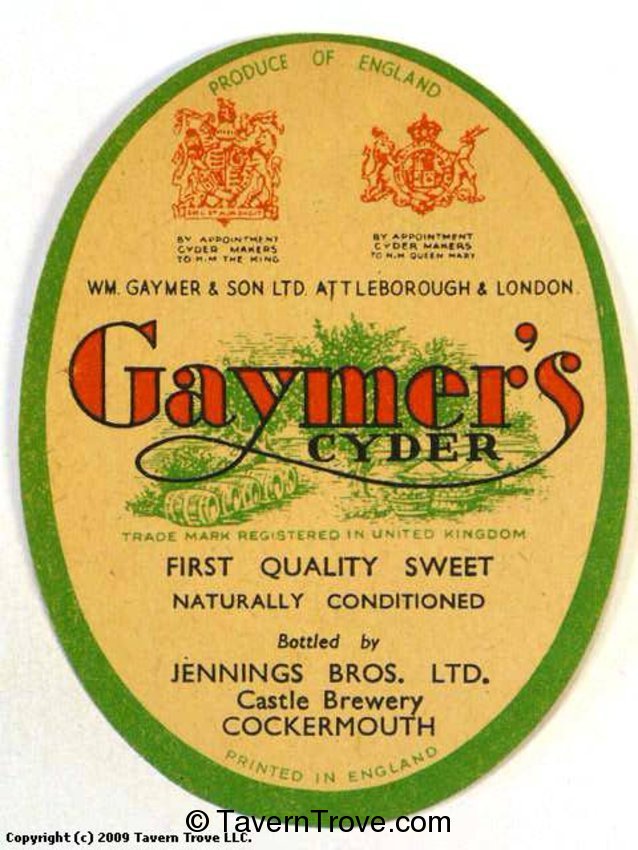 PRODUCE OF ENGLAND
BY APPOINTMENT
CYDER MAKERS
TO H.M THE KING
BY APPOINTMENT
CYDER MAKERS
TO H.M QUEEN MARY
WM. GAYMER & SON LTD. ATTLEBOROUGH & LONDON.
Gaymer's
CYDER
TRADE MARK REGISTERED IN UNITED KINGDOM
FIRST QUALITY SWEET
NATURALLY CONDITIONED
Bottled by
JENNINGS BROS. LTD.
Castle Brewery
COCKERMOUTH
PRINTED IN ENGLAND
© TavernTrove.com
Copyright (c) 2009 Tavern Trove LLC.